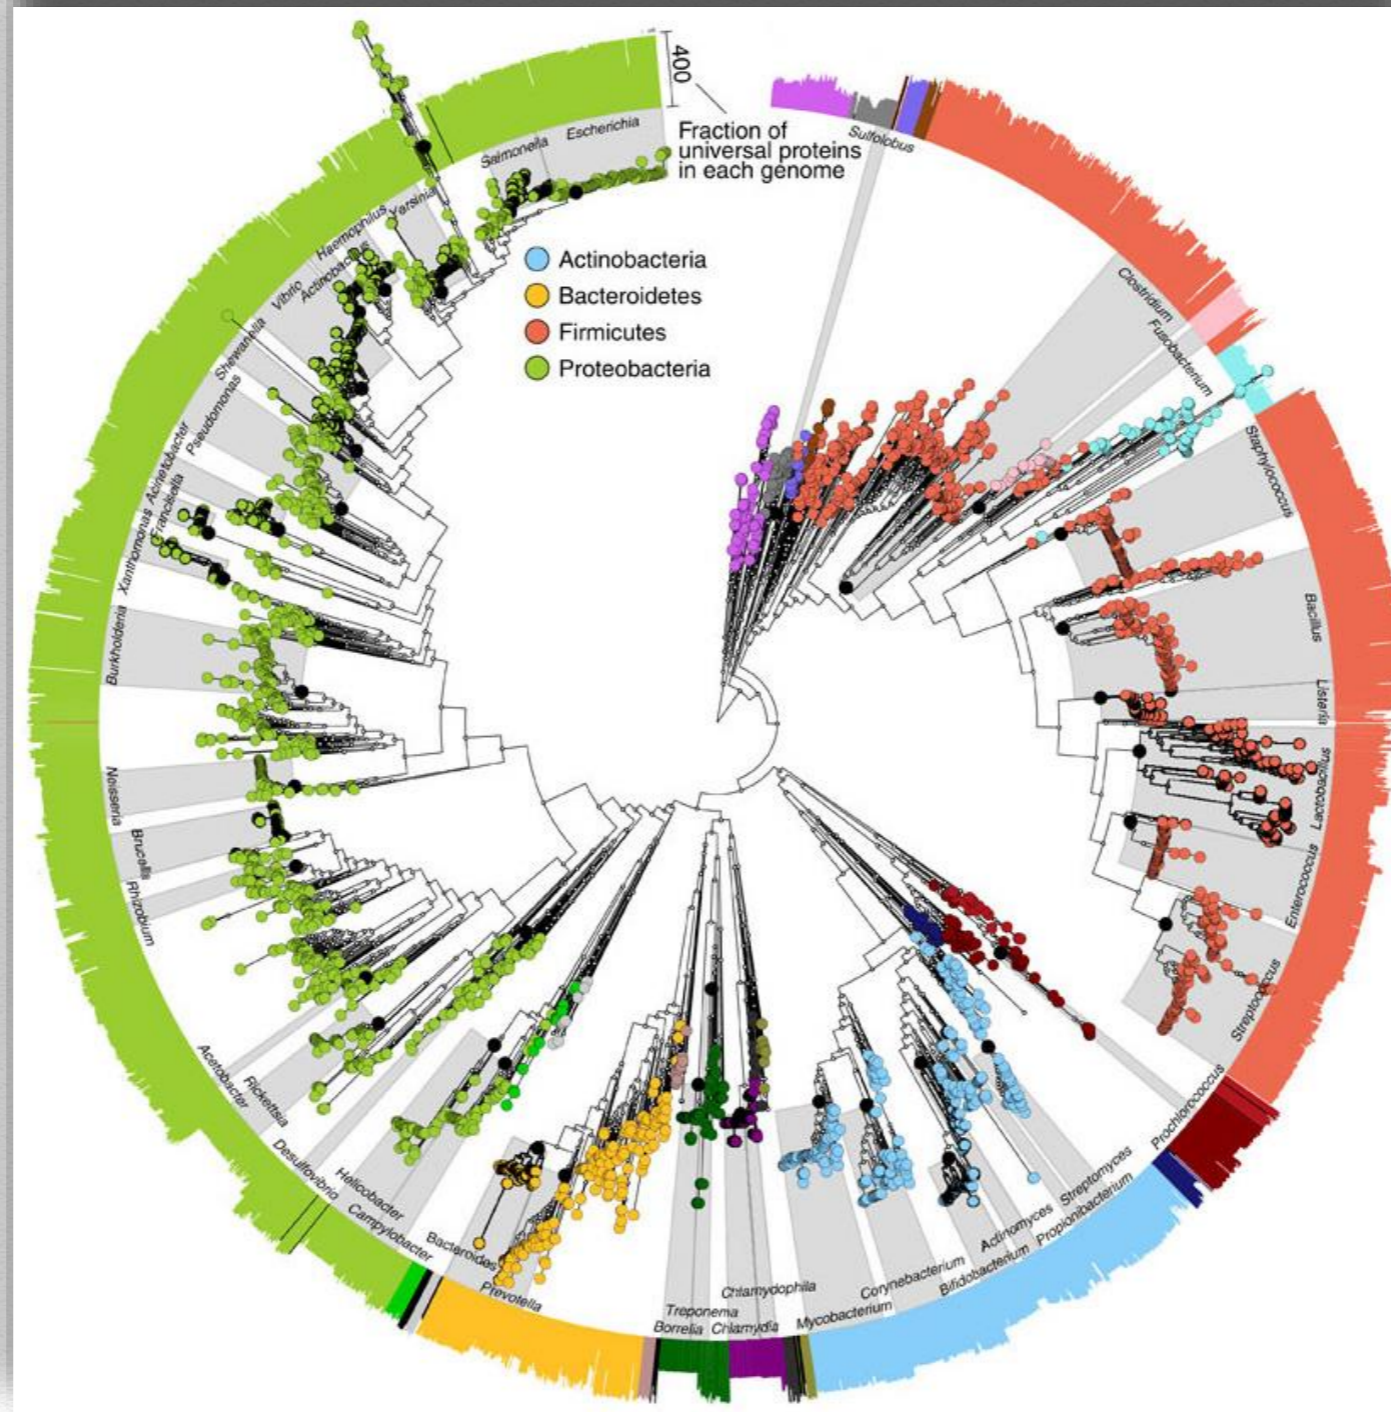 400
Fraction of
universal proteins
in each genome
Escherichia
Salmonella
Yersinia
Haemophilus
Actinobacillus
Vibrio
Shewanella
Pseudomonas
Acinetobacter
Francisella
Xanthomonas
Burkholderia
Neisseria
Brucella
Rhizobium
Acetobacter
Rickettsia
Desulfovibrio
Helicobacter
Campylobacter
Bacteroides
Prevotella
Treponema
Borrelia
Chlamydophila
Chlamydia
Mycobacterium
Corynebacterium
Bifidobacterium
Actinomyces
Propionibacterium
Streptomyces
Prochlorococcus
Streptococcus
Enterococcus
Lactobacillus
Listeria
Bacillus
Staphylococcus
Fusobacterium
Clostridium
Sulfolobus
Actinobacteria
Bacteroidetes
Firmicutes
Proteobacteria